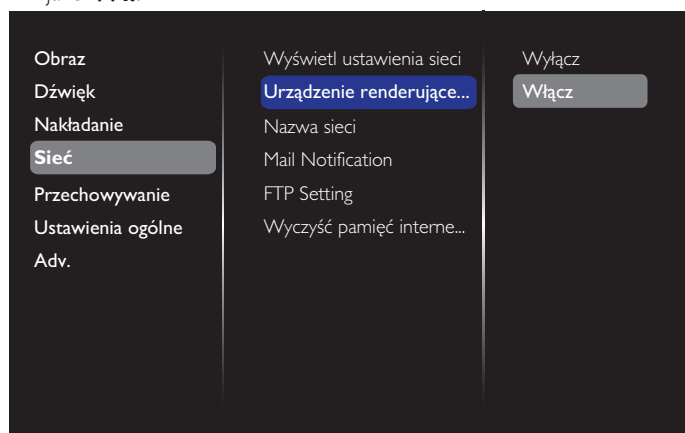 Obraz
Dźwięk
Nakładanie
Sieć
Przechowywanie
Ustawienia ogólne
Adv.
Wyświetl ustawienia sieci
Urządzenie renderujące...
Nazwa sieci
Mail Notification
FTP Setting
Wyczyść pamięć interne...
Wyłącz
Włącz